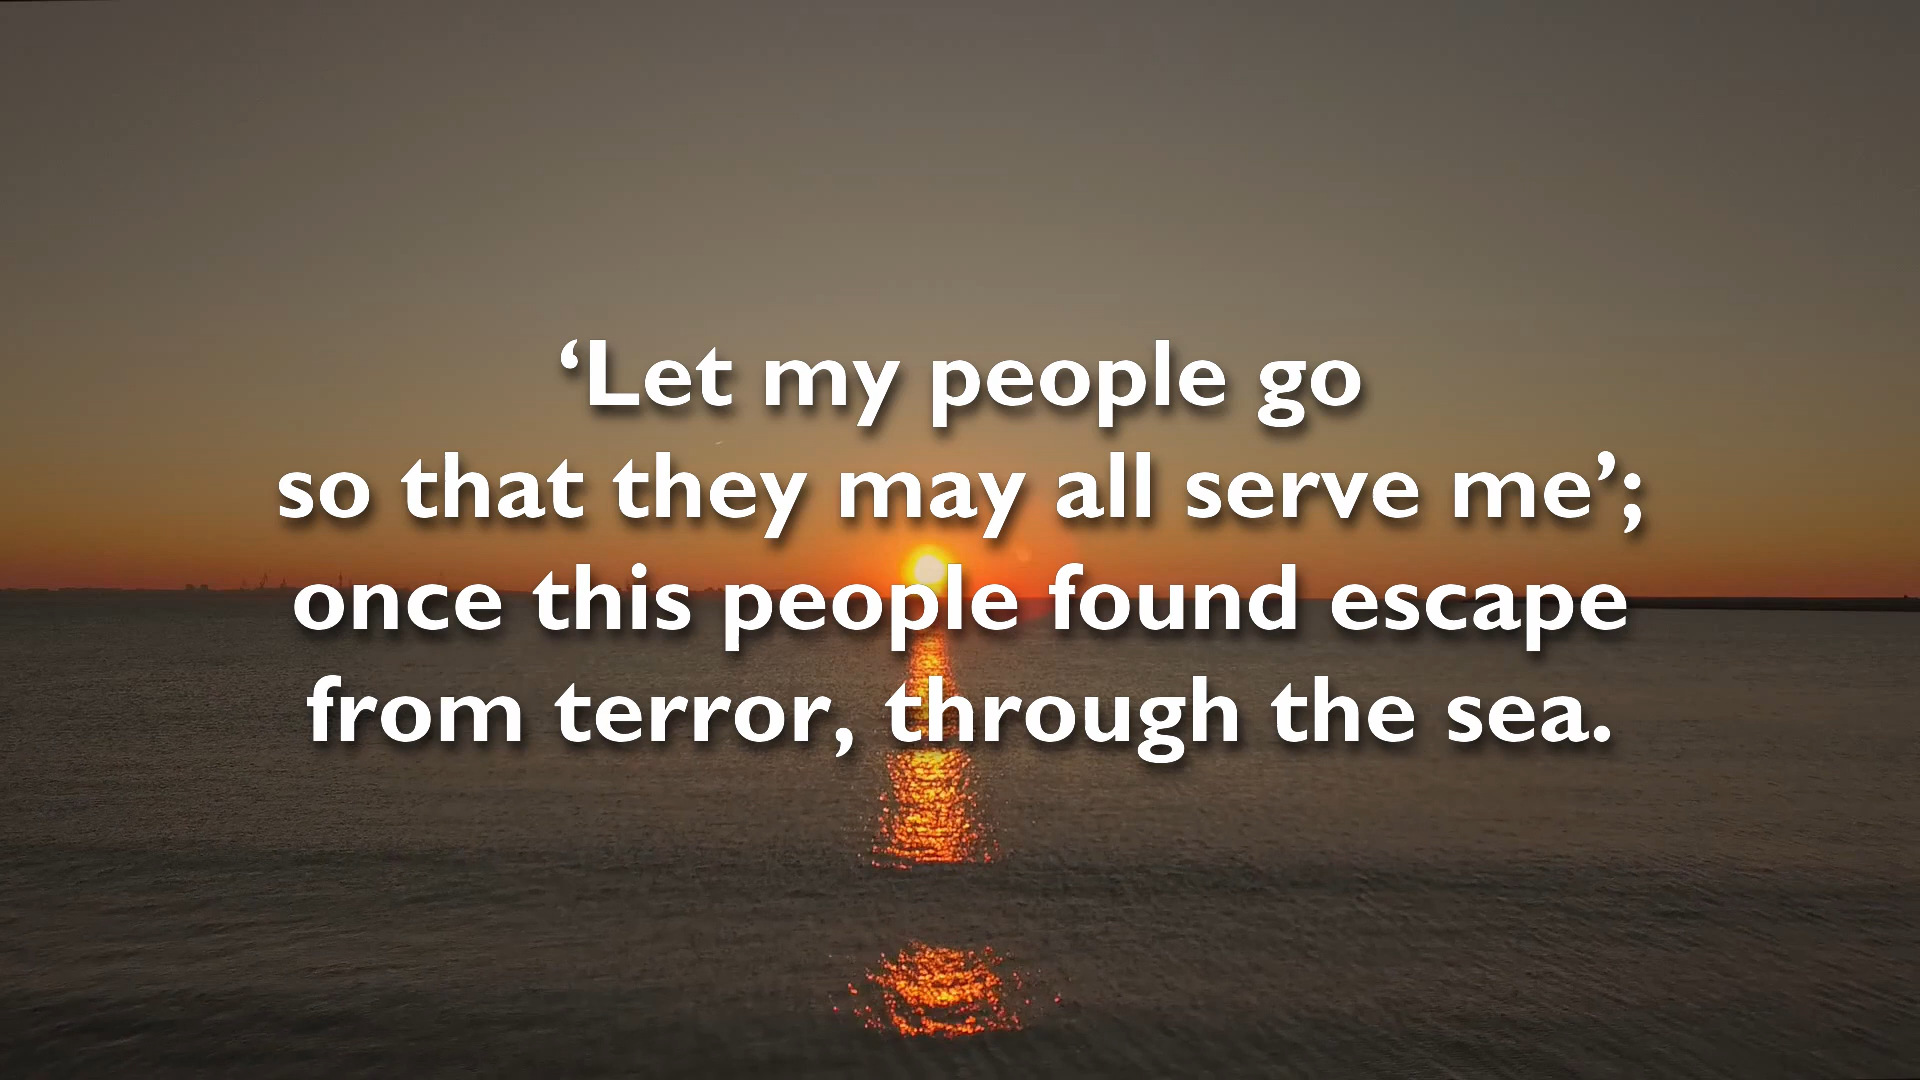 ‘Let my people go
so that they may all serve me’;
once this people found escape
from terror, through the sea.